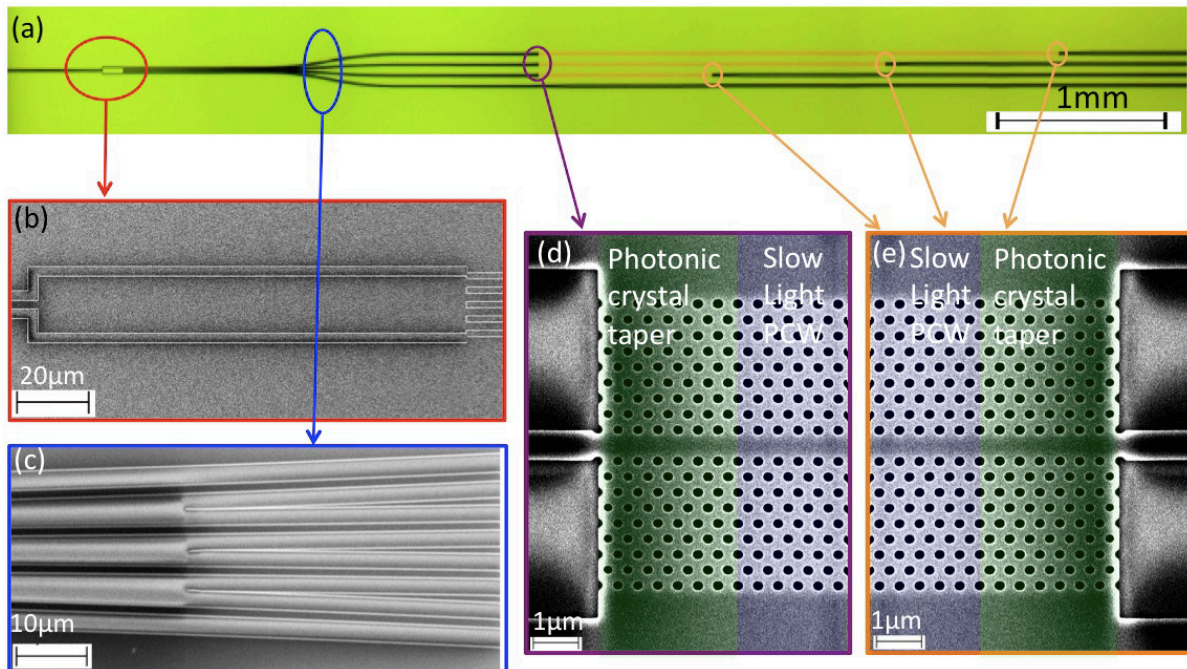 (a)
1mm
(b)
20μm
(c)
10μm
(d)
Photonic
crystal
taper
Slow
Light
PCW
1μm
(e)
Slow
Light
PCW
Photonic
crystal
taper
1μm